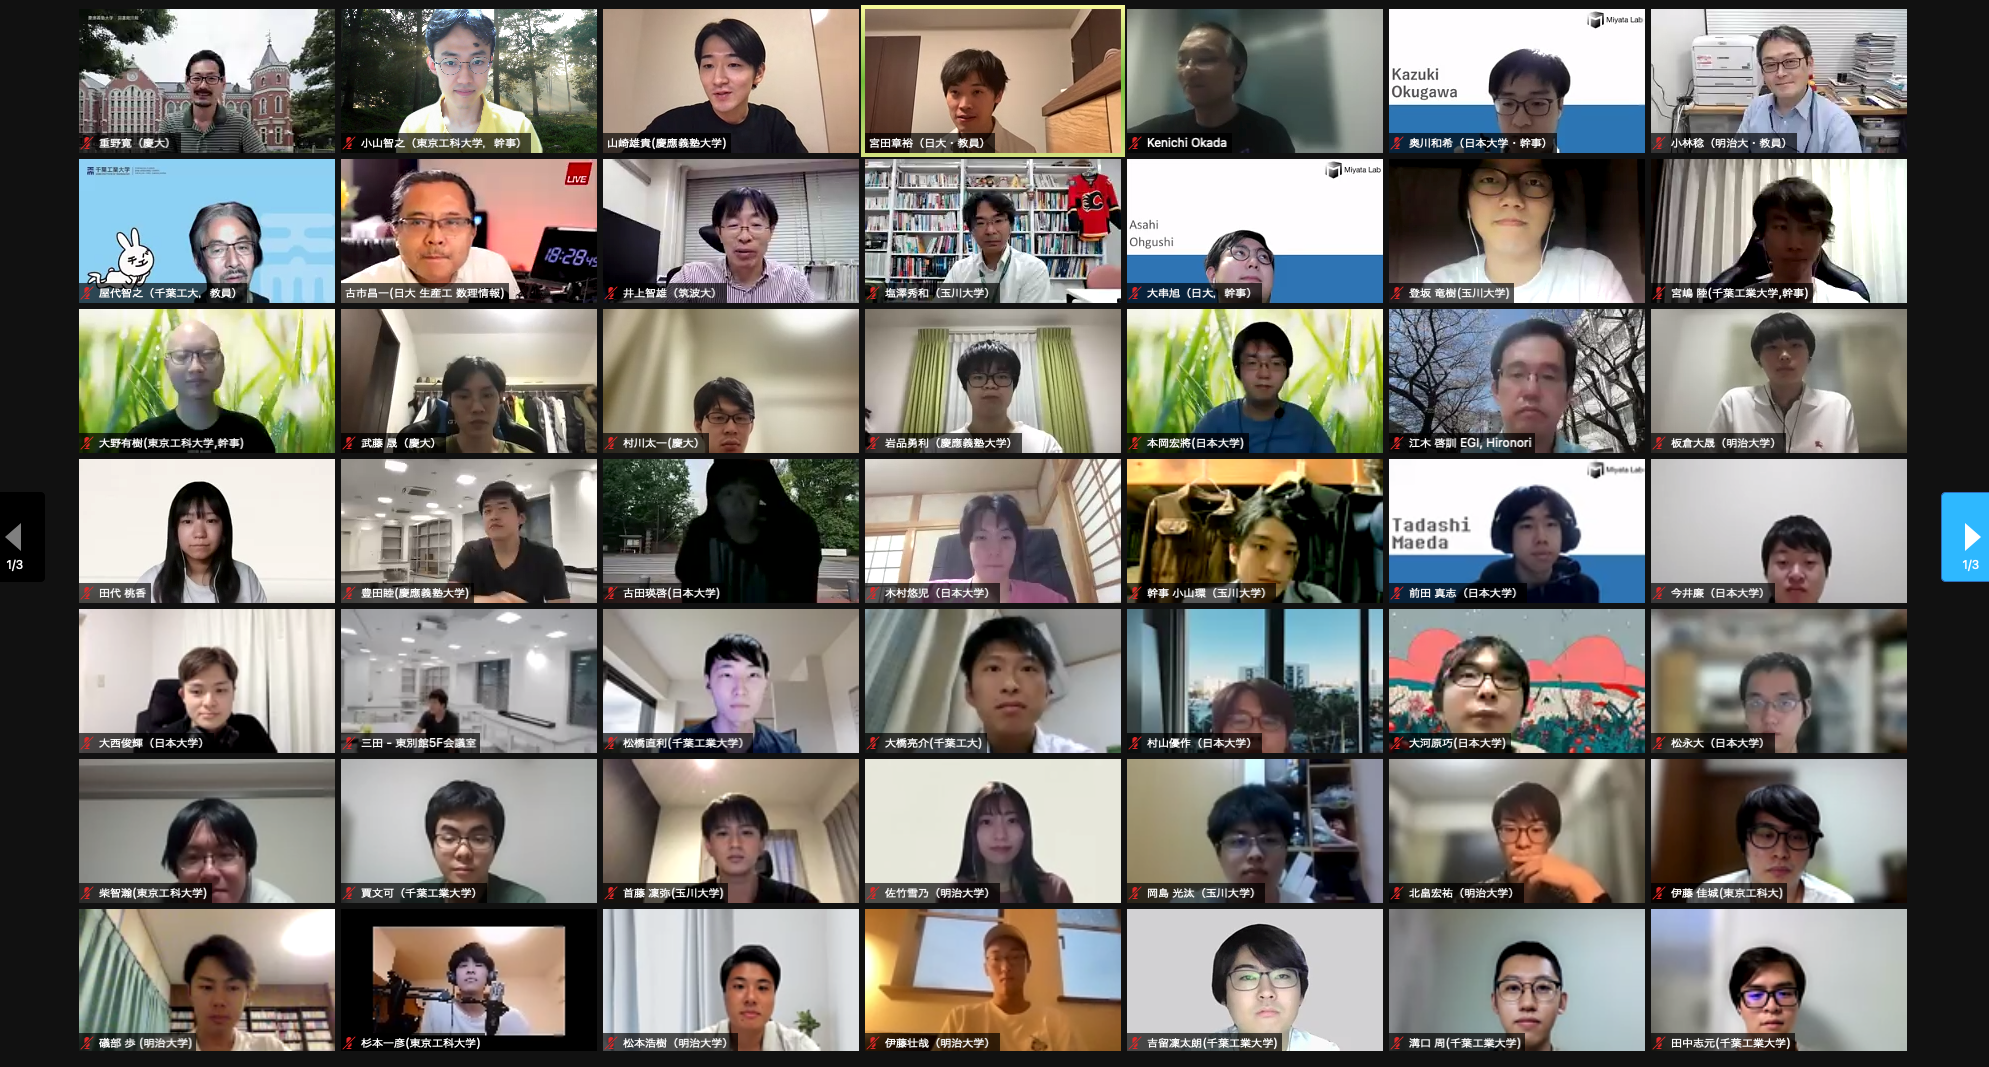 重野寛（慶大）
小山智之（東京工科大学，幹事）
山崎雄貴(慶應義塾大学)
宮田章裕（日大・教員）
Kenichi Okada
Miyata Lab
Kazuki
Okugawa
奥川和希（日本大学・幹事）
小林稔（明治大・教員）
千葉工業大学
チエ
屋代智之（千葉工大，教員）
LIVE
18:28
古市昌一(日大 生産工 数理情報)
井上智雄（筑波大）
塩澤秀和（玉川大学）
Miyata Lab
Asahi
Ohgushi
大串旭（日大，幹事）
登坂 竜樹(玉川大学)
宮嶋 陸(千葉工業大学,幹事)
大野有樹(東京工科大学,幹事)
武藤 晟（慶大）
村川太一(慶大）
岩品勇利（慶應義塾大学）
本岡宏將(日本大学)
江木 啓訓 EGI, Hironori
板倉大晟（明治大学）
田代 桃香
豊田睦(慶應義塾大学)
古田瑛啓(日本大学)
木村悠児（日本大学）
幹事 小山環（玉川大学）
Miyata Lab
Tadashi
Maeda
前田 真志（日本大学）
今井廉（日本大学）
1/3
1/3
大西俊輝（日本大学）
三田 - 東別館5F会議室
松橋直利(千葉工業大学）
大橋亮介(千葉工大)
村山優作（日本大学）
大河原巧(日本大学)
松永大（日本大学）
柴智瀚(東京工科大学)
賈文可（千葉工業大学）
首藤 凜弥(玉川大学)
佐竹雪乃（明治大学）
岡島 光汰（玉川大学）
北畠宏祐（明治大学）
伊藤 佳城(東京工科大)
礒部 歩 (明治大学)
杉本一彦(東京工科大学)
松本浩樹（明治大学）
伊藤壮哉（明治大学）
吉留凜太朗(千葉工業大学)
溝口 周(千葉工業大学)
田中志元(千葉工業大学)